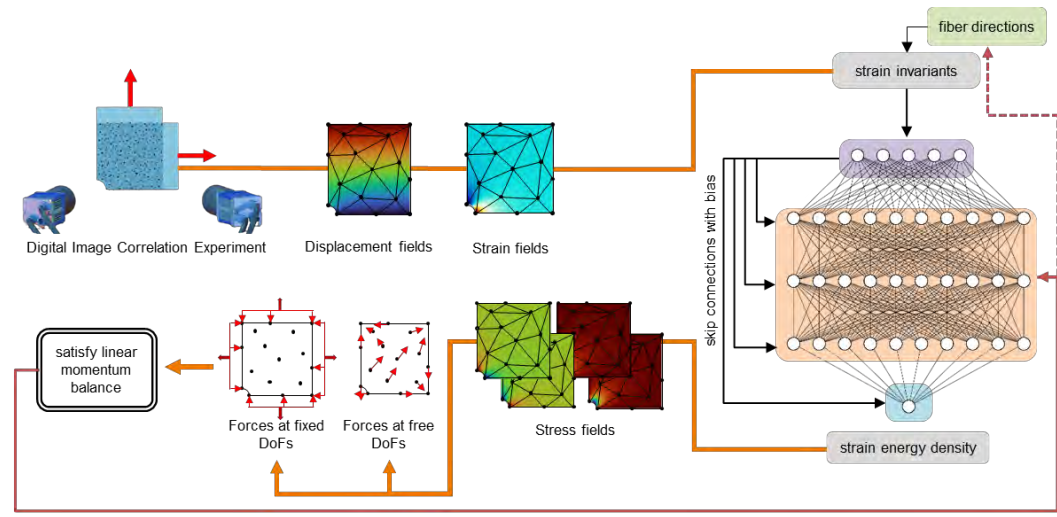 fiber directions
strain invariants
Digital Image Correlation Experiment
Displacement fields
Strain fields
skip connections with bias
satisfy linear
momentum
balance
Forces at fixed
DoFs
Forces at free
DoFs
Stress fields
strain energy density